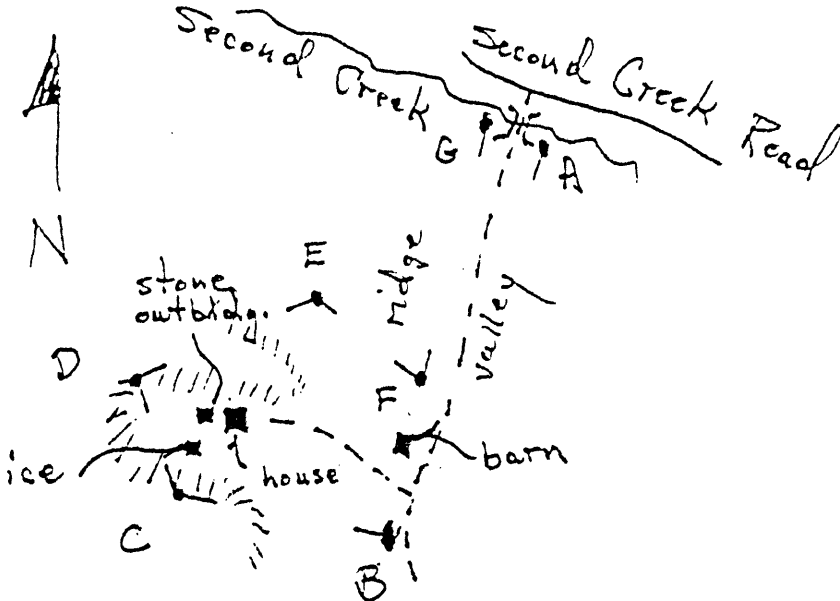 Second Creek
Second Creek Road
G
A
N
E
ridge
stone
outbldg.
valley
D
F
ice
house
barn
C
B